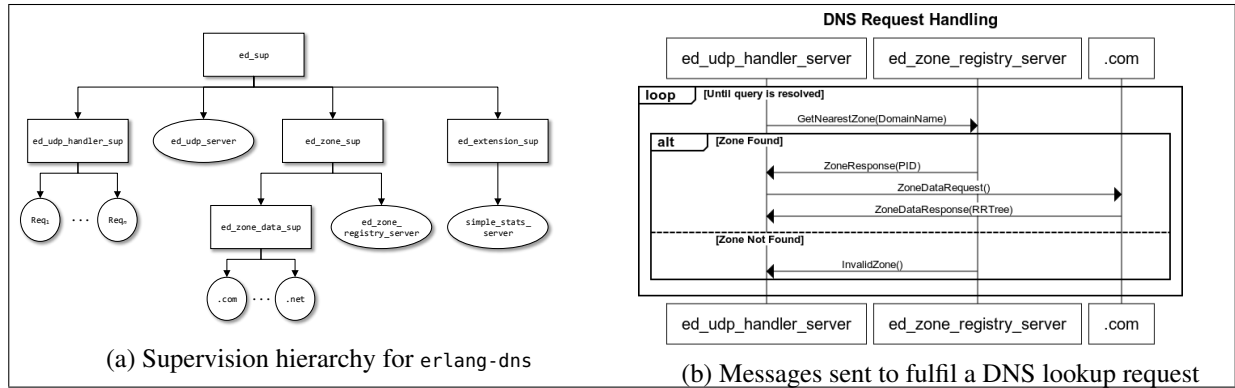 ed_sup
ed_udp_handler_sup
ed_udp_server
ed_zone_sup
ed_extension_sup
Req₁
...
Reqₙ
ed_zone_data_sup
ed_zone_
registry_server
simple_stats_
server
.com
...
.net
(a) Supervision hierarchy for erlang-dns
DNS Request Handling
ed_udp_handler_server
ed_zone_registry_server
.com
loop
[Until query is resolved]
GetNearestZone(DomainName)
alt
[Zone Found]
ZoneResponse(PID)
ZoneDataRequest()
ZoneDataResponse(RRTree)
[Zone Not Found]
InvalidZone()
ed_udp_handler_server
ed_zone_registry_server
.com
(b) Messages sent to fulfil a DNS lookup request